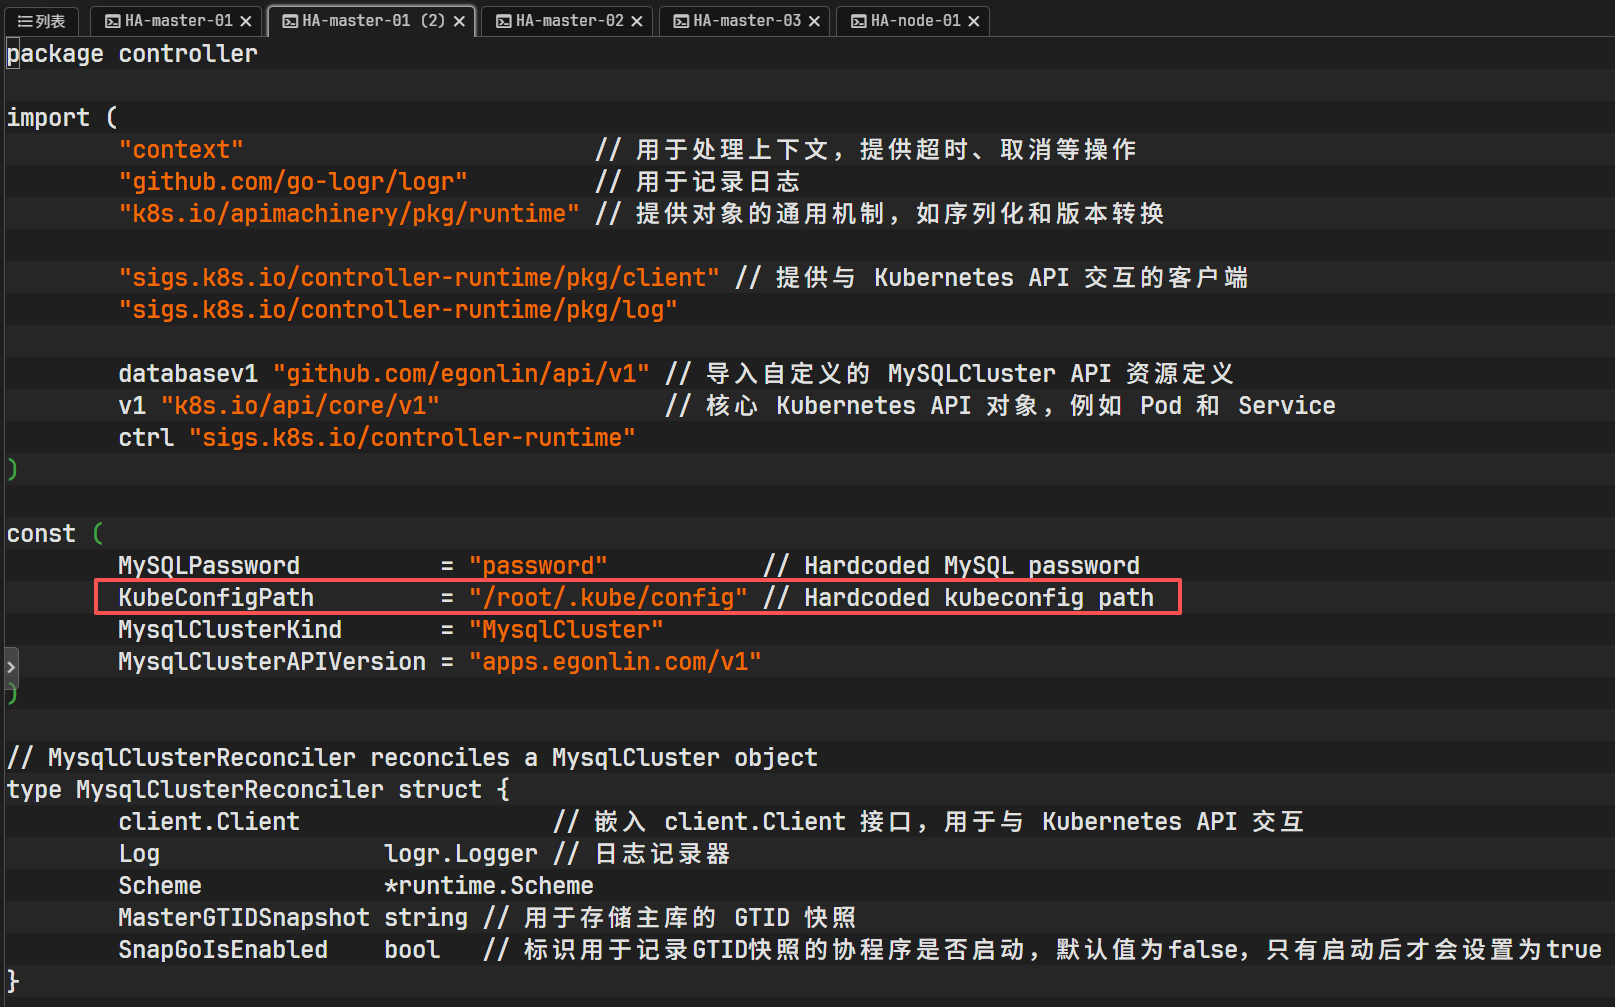 列表 HA-master-01 HA-master-01 (2) HA-master-02 HA-master-03 HA-node-01
package controller
import (
"context" // 用于处理上下文，提供超时、取消等操作
"github.com/go-logr/logr" // 用于记录日志
"k8s.io/apimachinery/pkg/runtime" // 提供对象的通用机制，如序列化和版本转换
"sigs.k8s.io/controller-runtime/pkg/client" // 提供与 Kubernetes API 交互的客户端
"sigs.k8s.io/controller-runtime/pkg/log"
databasev1 "github.com/egonlin/api/v1" // 导入自定义的 MySQLCluster API 资源定义
v1 "k8s.io/api/core/v1" // 核心 Kubernetes API 对象，例如 Pod 和 Service
ctrl "sigs.k8s.io/controller-runtime"
)
const (
MySQLPassword = "password" // Hardcoded MySQL password
KubeConfigPath = "/root/.kube/config" // Hardcoded kubeconfig path
MysqlClusterKind = "MysqlCluster"
MysqlClusterAPIVersion = "apps.egonlin.com/v1"
)
// MysqlClusterReconciler reconciles a MysqlCluster object
type MysqlClusterReconciler struct {
client.Client // 嵌入 client.Client 接口，用于与 Kubernetes API 交互
Log logr.Logger // 日志记录器
Scheme *runtime.Scheme
MasterGTIDSnapshot string // 用于存储主库的 GTID 快照
SnapGoIsEnabled bool // 标识用于记录GTID快照的协程序是否启动，默认值为false，只有启动后才会设置为true
}